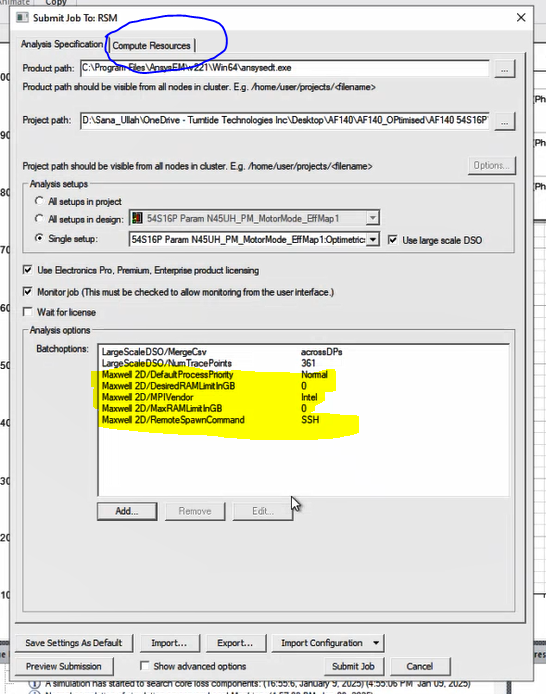 Submit Job To: RSM
Analysis Specification
Compute Resources
Product path: C:\Program Files\AnsysEM\v221\Win64\ansysedt.exe ...
Product path should be visible from all nodes in cluster. E.g. /home/user/projects/<filename>
Project path: D:\Sana_Ullah\OneDrive - Turntide Technologies Inc\Desktop\AF140\AF140_OPtimised\AF140 54S16P ...
Project path should be visible from all nodes in cluster. E.g. /home/user/projects/<filename>
Options...
Analysis setups
All setups in project
All setups in design: 54S16P Param N45UH_PM_MotorMode_EffMap1
Single setup: 54S16P Param N45UH_PM_MotorMode_EffMap1:Optimetrics Use large scale DSO
Use Electronics Pro, Premium, Enterprise product licensing
Monitor job (This must be checked to allow monitoring from the user interface.)
Wait for license
Analysis options
Batchoptions:
LargeScaleDSO/MergeCsv acrossDPs
LargeScaleDSO/NumTracePoints 361
Maxwell 2D/DefaultProcessPriority Normal
Maxwell 2D/DesiredRAMLimitInGB 0
Maxwell 2D/MPIVendor Intel
Maxwell 2D/MaxRAMLimitInGB 0
Maxwell 2D/RemoteSpawnCommand SSH
Add... Remove Edit...
Save Settings As Default Import... Export... Import Configuration
Preview Submission Show advanced options Submit Job Cancel
A simulation has started to search core loss components: (16:55:6, January 9, 2025) (4:55:06 PM Jan 09, 2025)